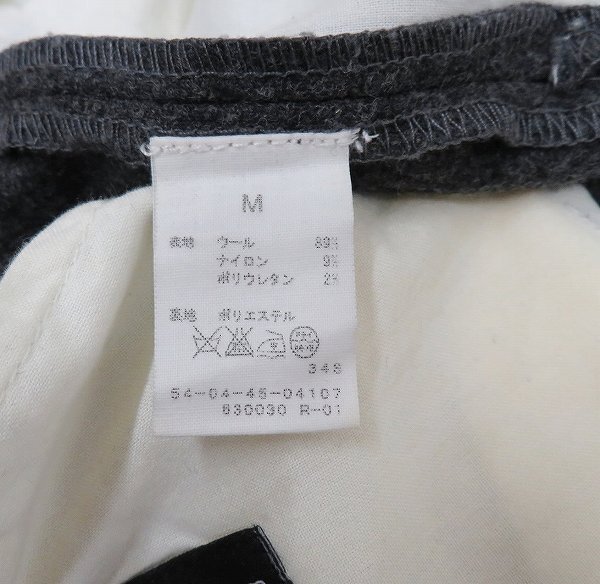 M
表地 ウール 89%
ナイロン 9%
ポリウレタン 2%
裏地 ポリエステル
346
54-04-45-04107
630030 R-01